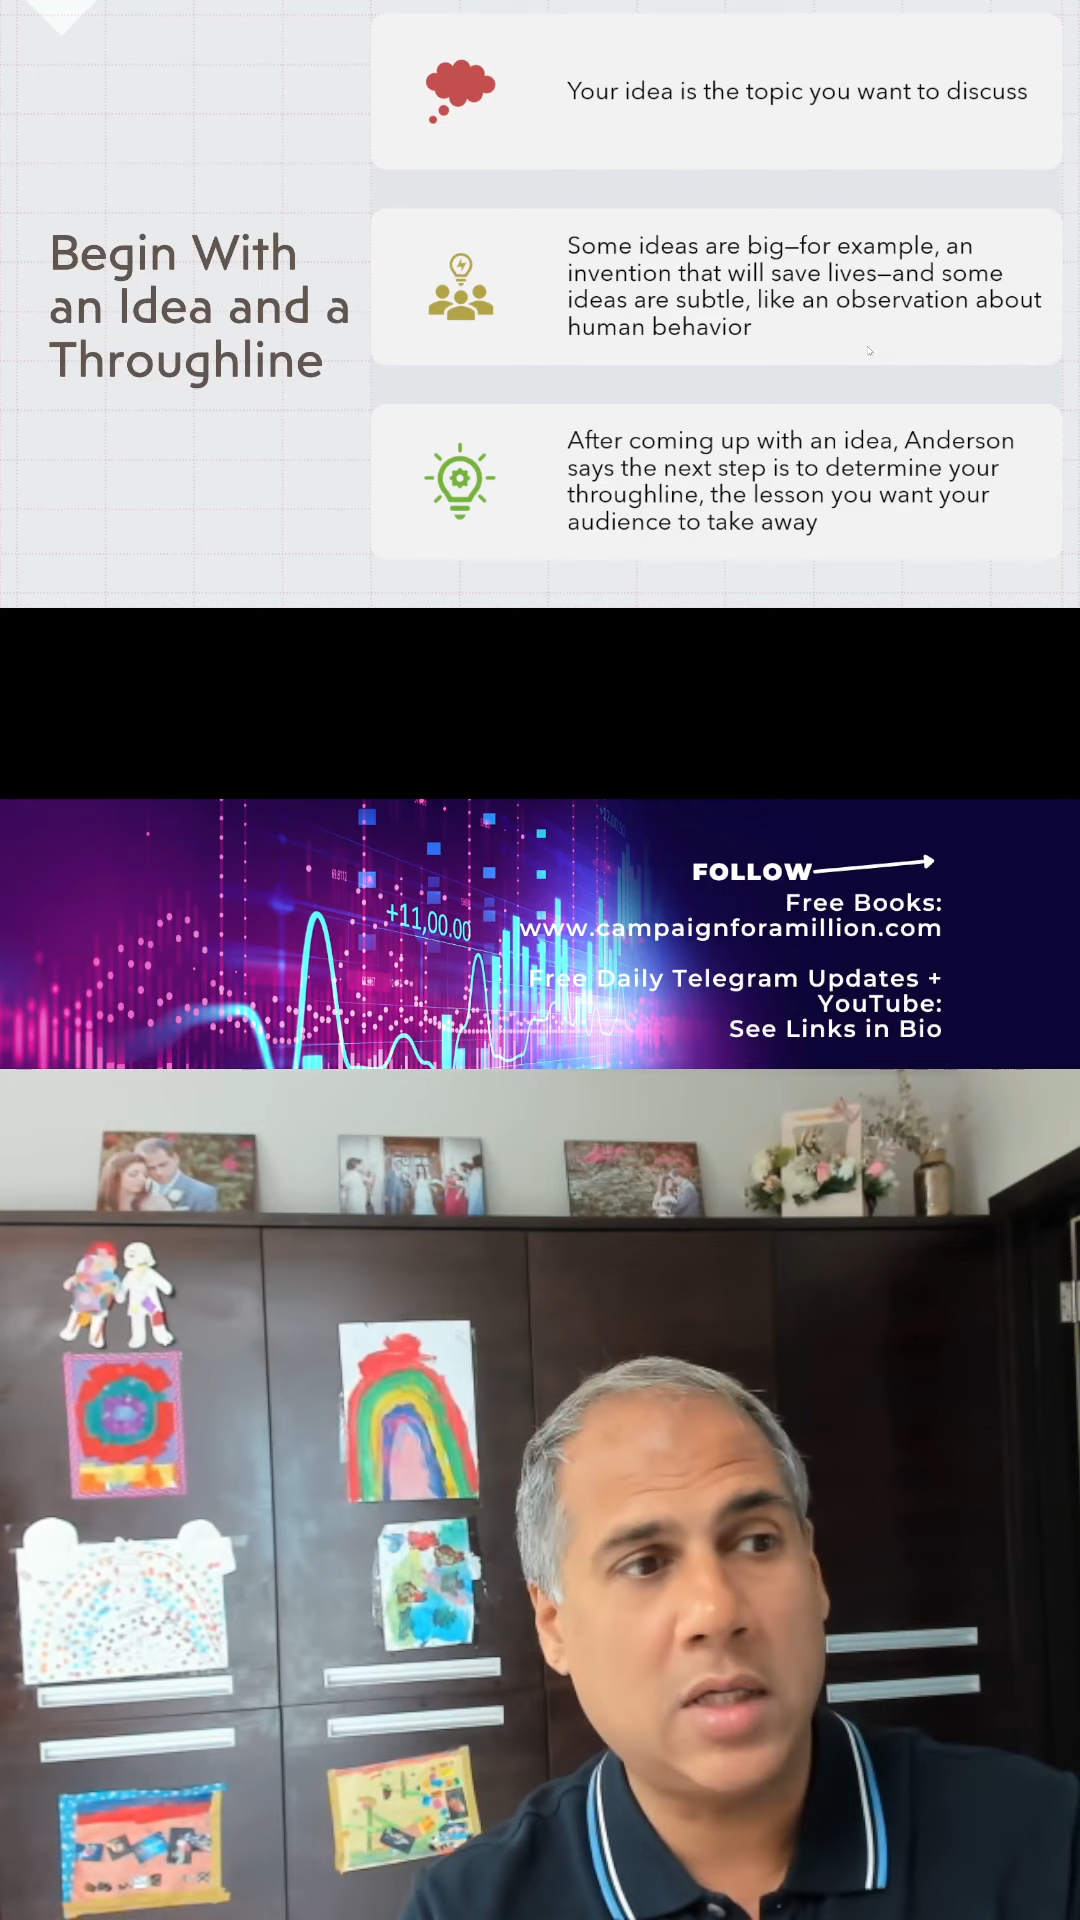 Your idea is the topic you want to discuss
Begin With
an Idea and a
Throughline
Some ideas are big—for example, an
invention that will save lives—and some
ideas are subtle, like an observation about
human behavior
After coming up with an idea, Anderson
says the next step is to determine your
throughline, the lesson you want your
audience to take away
FOLLOW
Free Books:
www.campaignforamillion.com
Free Daily Telegram Updates +
YouTube:
See Links in Bio
+11,00.00